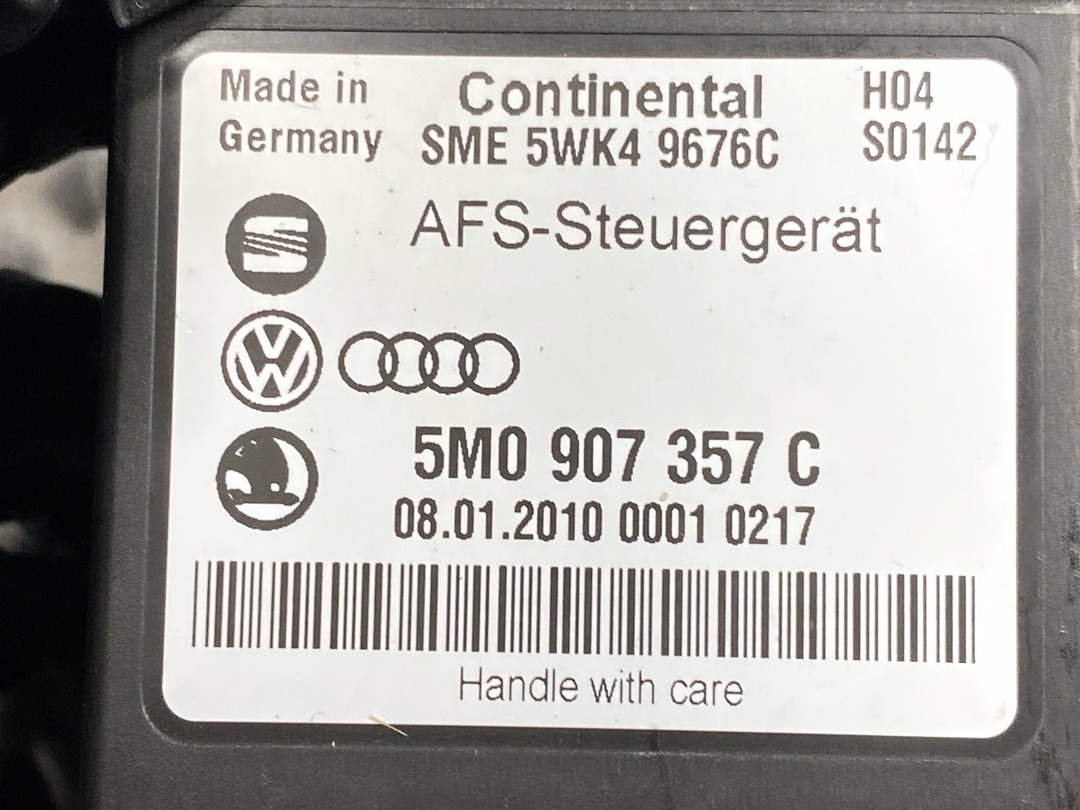 Made in
Germany
Continental
SME 5WK4 9676C
H04
S0142
AFS-Steuergerät
5M0 907 357 C
08.01.2010 0001 0217
Handle with care